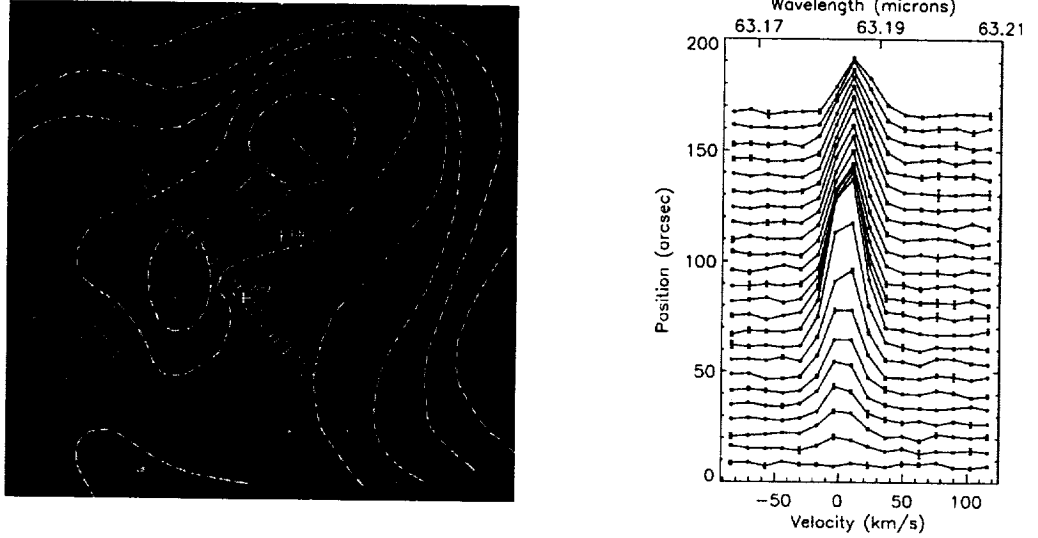 Wavelength (microns)
63.17 63.19 63.21
200
150
100
50
0
Position (arcsec)
−50 0 50 100
Velocity (km/s)